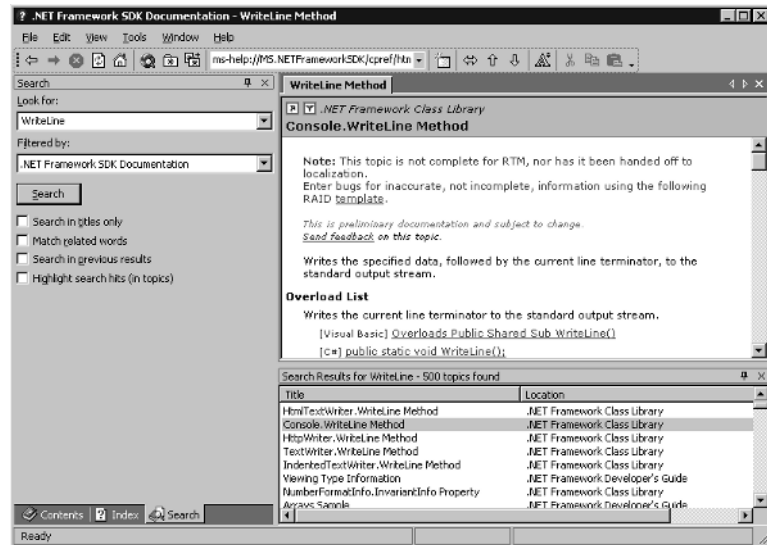 .NET Framework SDK Documentation - WriteLine Method
File Edit View Tools Window Help
ms-help://MS.NETFrameworkSDK/cpref/htn
Search
Look for:
WriteLine
Filtered by:
.NET Framework SDK Documentation
Search
Search in titles only
Match related words
Search in previous results
Highlight search hits (in topics)
Contents Index Search
WriteLine Method
.NET Framework Class Library
Console.WriteLine Method
Note: This topic is not complete for RTM, nor has it been handed off to
localization.
Enter bugs for inaccurate, not incomplete, information using the following
RAID template.
This is preliminary documentation and subject to change.
Send feedback on this topic.
Writes the specified data, followed by the current line terminator, to the
standard output stream.
Overload List
Writes the current line terminator to the standard output stream.
[Visual Basic] Overloads Public Shared Sub WriteLine()
[C#] public static void WriteLine();
Search Results for WriteLine - 500 topics found
Title Location
HtmlTextWriter.WriteLine Method .NET Framework Class Library
Console.WriteLine Method .NET Framework Class Library
HttpWriter.WriteLine Method .NET Framework Class Library
TextWriter.WriteLine Method .NET Framework Class Library
IndentedTextWriter.WriteLine Method .NET Framework Class Library
Viewing Type Information .NET Framework Developer's Guide
NumberFormatInfo.InvariantInfo Property .NET Framework Class Library
Arrays Sample .NET Framework Developer's Guide
Ready